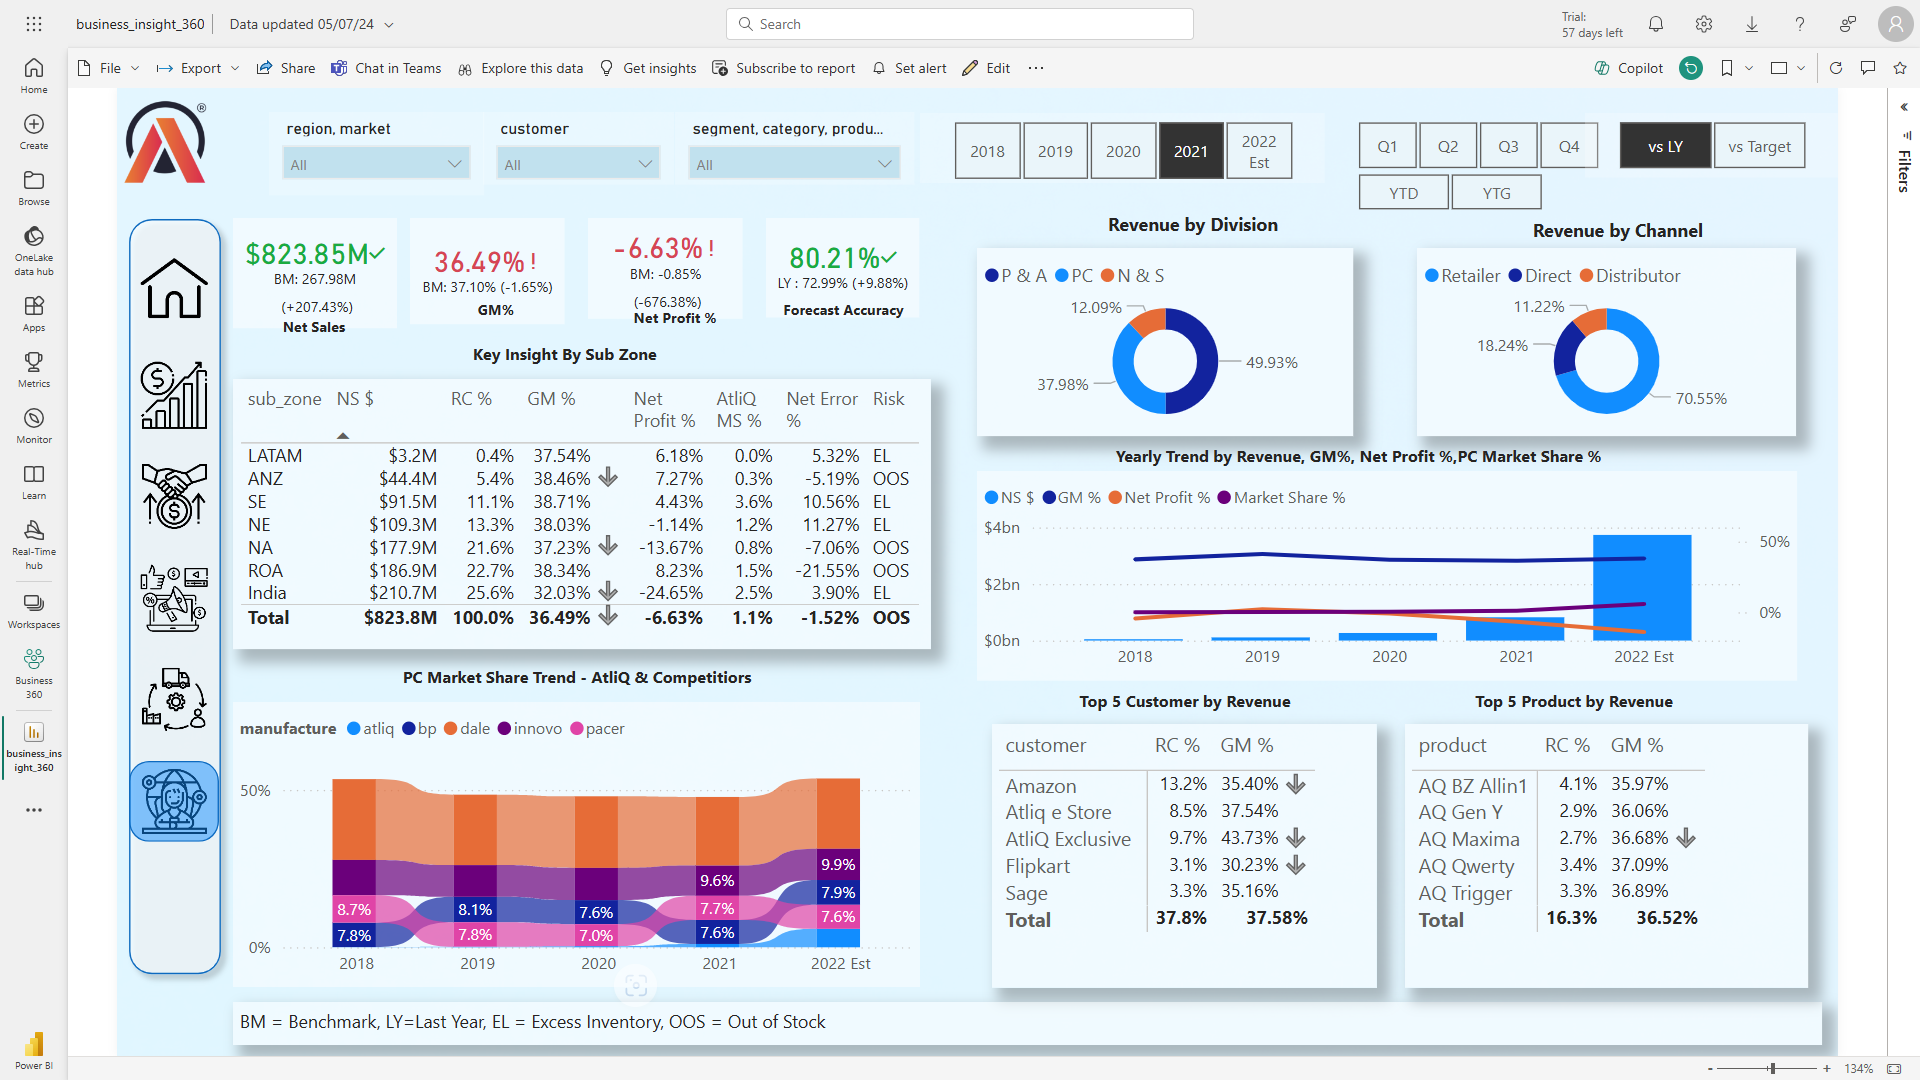 business_insight_360
Data updated 05/07/24
Search
Trial:
57 days left
File
Export
Share
Chat in Teams
Explore this data
Get insights
Subscribe to report
Set alert
Edit
Copilot
Home
Create
Browse
OneLake
data hub
Apps
Metrics
Monitor
Learn
Real-Time
hub
Workspaces
Business
360
business_ins
ight_360
Power BI
Filters
®
region, market
All
customer
All
segment, category, produ...
All
2018
2019
2020
2021
2022
Est
Q1
Q2
Q3
Q4
YTD
YTG
vs LY
vs Target
$823.85M
BM: 267.98M
(+207.43%)
Net Sales
36.49% !
BM: 37.10% (-1.65%)
GM%
-6.63% !
BM: -0.85%
(-676.38%)
Net Profit %
80.21%
LY : 72.99% (+9.88%)
Forecast Accuracy
Key Insight By Sub Zone
sub_zone NS $ RC % GM % Net Profit % AtliQ MS % Net Error % Risk
LATAM $3.2M 0.4% 37.54% 6.18% 0.0% 5.32% EL
ANZ $44.4M 5.4% 38.46% 7.27% 0.3% -5.19% OOS
SE $91.5M 11.1% 38.71% 4.43% 3.6% 10.56% EL
NE $109.3M 13.3% 38.03% -1.14% 1.2% 11.27% EL
NA $177.9M 21.6% 37.23% -13.67% 0.8% -7.06% OOS
ROA $186.9M 22.7% 38.34% 8.23% 1.5% -21.55% OOS
India $210.7M 25.6% 32.03% -24.65% 2.5% 3.90% EL
Total $823.8M 100.0% 36.49% -6.63% 1.1% -1.52% OOS
Revenue by Division
P & A PC N & S
12.09%
49.93%
37.98%
Revenue by Channel
Retailer Direct Distributor
11.22%
18.24%
70.55%
Yearly Trend by Revenue, GM%, Net Profit %,PC Market Share %
NS $ GM % Net Profit % Market Share %
$4bn
50%
$2bn
0%
$0bn
2018 2019 2020 2021 2022 Est
PC Market Share Trend - AtliQ & Competitiors
manufacture atliq bp dale innovo pacer
50%
9.9%
9.6%
7.9%
8.7% 8.1% 7.6% 7.7% 7.6%
7.8% 7.8% 7.0% 7.6%
0%
2018 2019 2020 2021 2022 Est
Top 5 Customer by Revenue
customer RC % GM %
Amazon 13.2% 35.40%
Atliq e Store 8.5% 37.54%
AtliQ Exclusive 9.7% 43.73%
Flipkart 3.1% 30.23%
Sage 3.3% 35.16%
Total 37.8% 37.58%
Top 5 Product by Revenue
product RC % GM %
AQ BZ Allin1 4.1% 35.97%
AQ Gen Y 2.9% 36.06%
AQ Maxima 2.7% 36.68%
AQ Qwerty 3.4% 37.09%
AQ Trigger 3.3% 36.89%
Total 16.3% 36.52%
BM = Benchmark, LY=Last Year, EL = Excess Inventory, OOS = Out of Stock
- + 134%